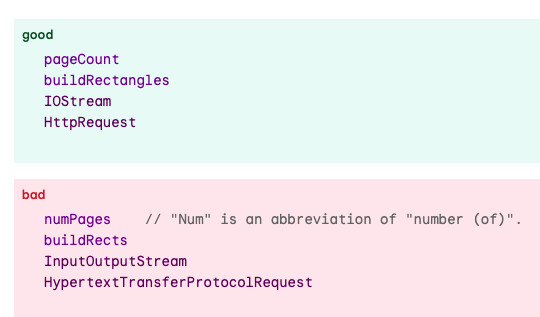 good
pageCount
buildRectangles
IOStream
HttpRequest
bad
numPages    // "Num" is an abbreviation of "number (of)".
buildRects
InputOutputStream
HypertextTransferProtocolRequest